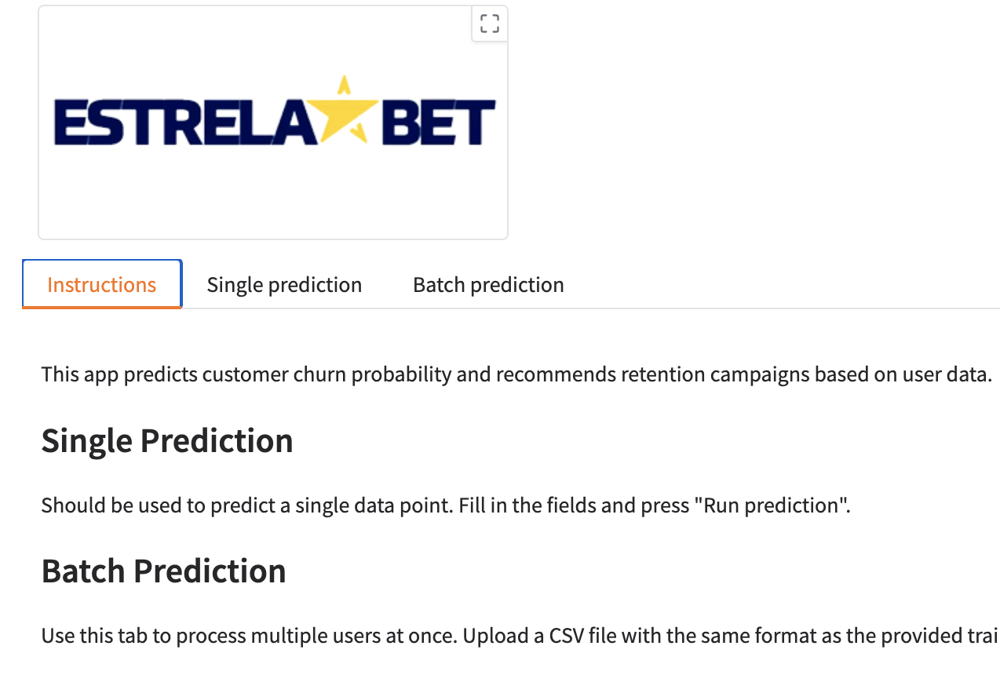 ESTRELA BET
Instructions
Single prediction
Batch prediction
This app predicts customer churn probability and recommends retention campaigns based on user data.
Single Prediction
Should be used to predict a single data point. Fill in the fields and press "Run prediction".
Batch Prediction
Use this tab to process multiple users at once. Upload a CSV file with the same format as the provided